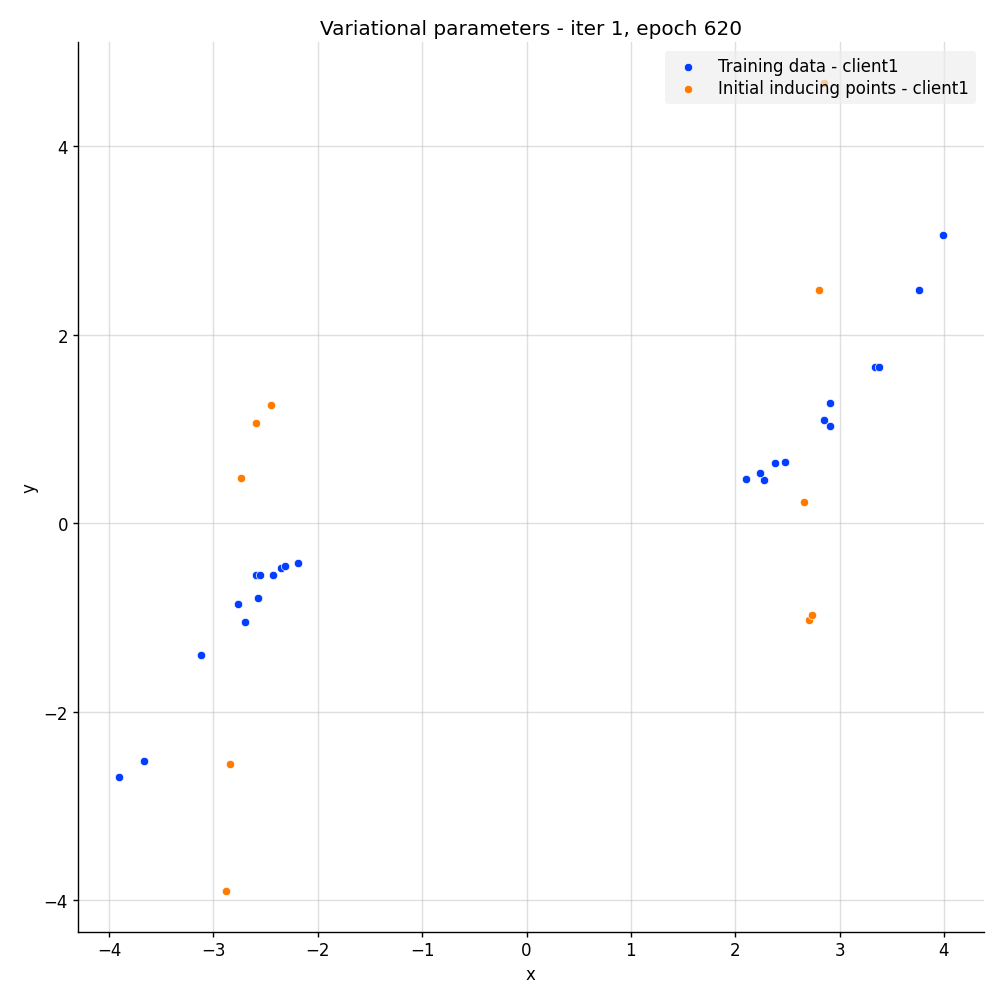 Variational parameters - iter 1, epoch 620
Training data - client1
Initial inducing points - client1
4
2
0
−2
−4
y
−4 −3 −2 −1 0 1 2 3 4
x